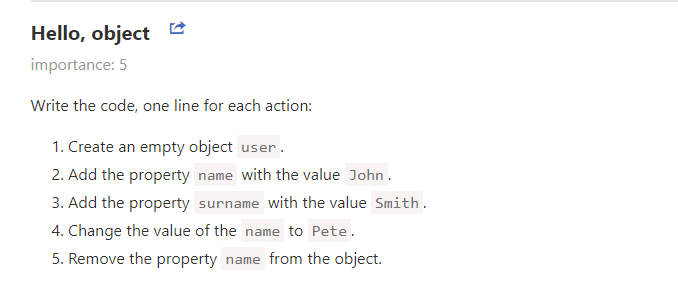 Hello, object
importance: 5
Write the code, one line for each action:
1. Create an empty object user.
2. Add the property name with the value John.
3. Add the property surname with the value Smith.
4. Change the value of the name to Pete.
5. Remove the property name from the object.